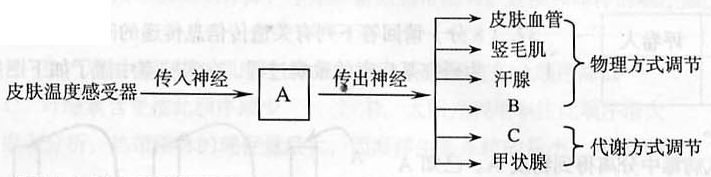 皮肤温度感受器
传入神经
A
传出神经
皮肤血管
竖毛肌
汗腺
B
物理方式调节
C
甲状腺
代谢方式调节